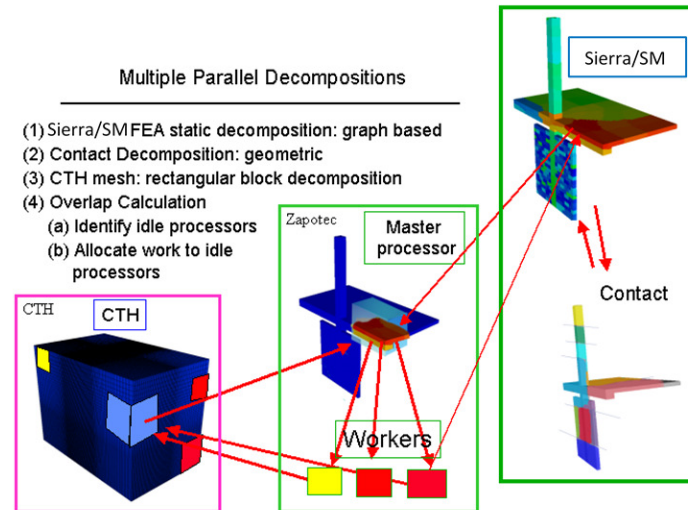 Multiple Parallel Decompositions
(1) Sierra/SM FEA static decomposition: graph based
(2) Contact Decomposition: geometric
(3) CTH mesh: rectangular block decomposition
(4) Overlap Calculation
(a) Identify idle processors
(b) Allocate work to idle
processors
Sierra/SM
Contact
Zapotec
Master
processor
Workers
CTH
CTH